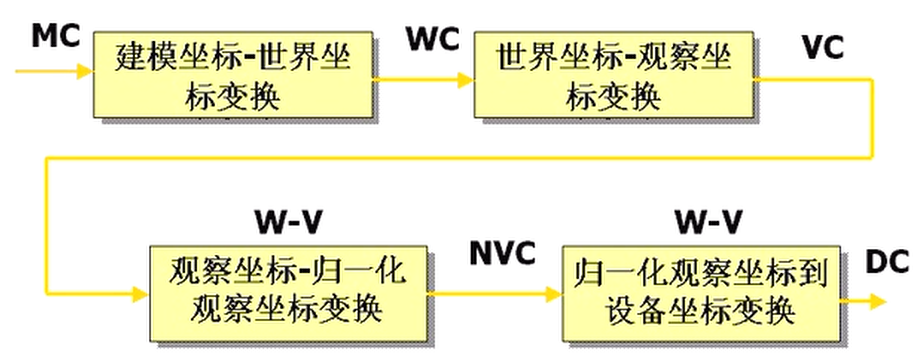 MC
建模坐标-世界坐
标变换
WC
世界坐标-观察坐
标变换
VC
W-V
观察坐标-归一化
观察坐标变换
NVC
W-V
归一化观察坐标到
设备坐标变换
DC